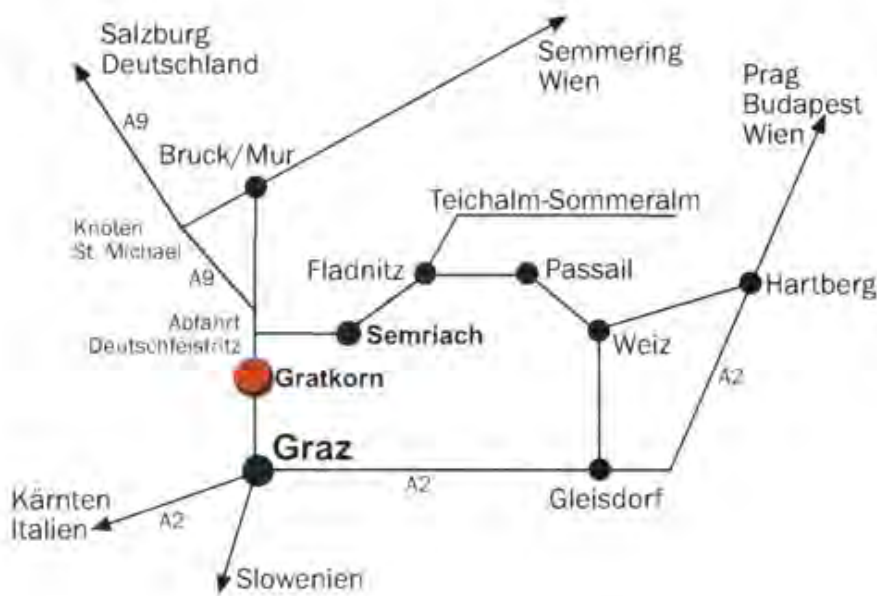 Salzburg
Deutschland
Semmering
Wien
Prag
Budapest
Wien
A9
Bruck/Mur
Teichalm-Sommeralm
Knoten
St. Michael
A9
Fladnitz
Passail
Hartberg
Abfahrt
Deutschfeistritz
Semriach
Weiz
Gratkorn
A2
Graz
A2
Gleisdorf
Kärnten
Italien
A2
Slowenien